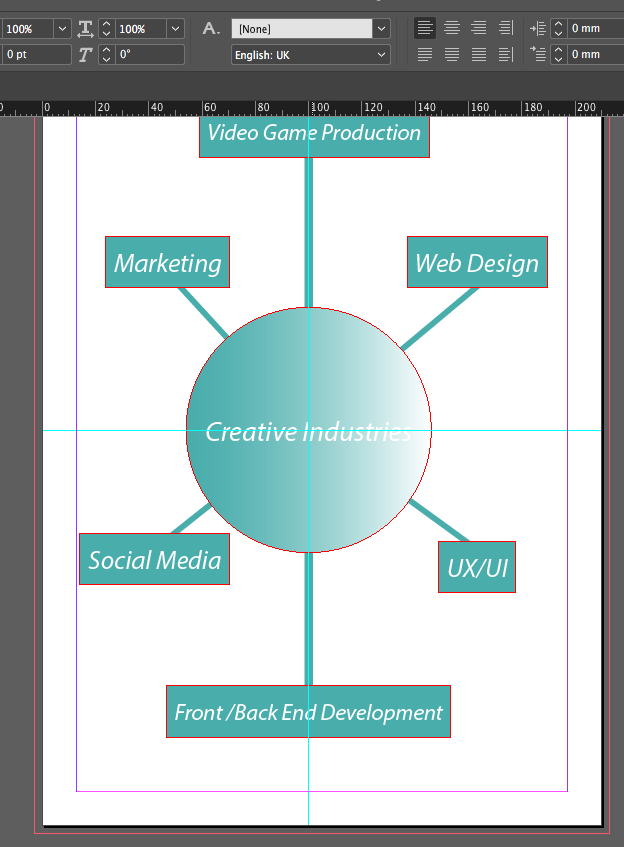 100% 100% A. [None] 0 mm
0 pt T 0° English: UK 0 mm
0 0 20 40 60 80 100 120 140 160 180 200
Video Game Production
Marketing Web Design
Creative Industries
Social Media UX/UI
Front /Back End Development